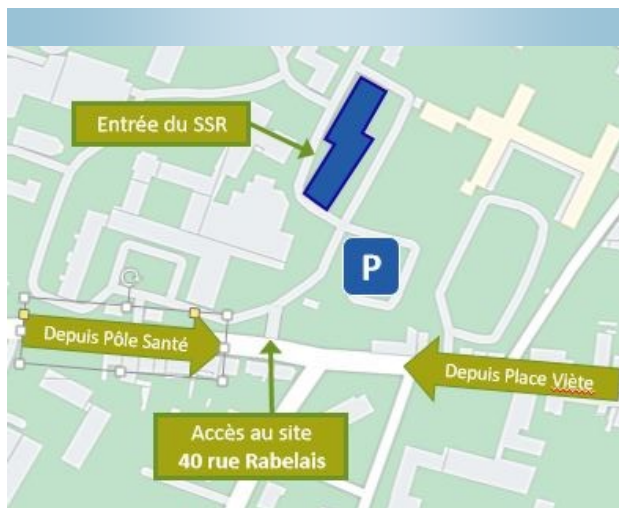 Entrée du SSR
P
Depuis Pôle Santé
Depuis Place Viète
Accès au site
40 rue Rabelais